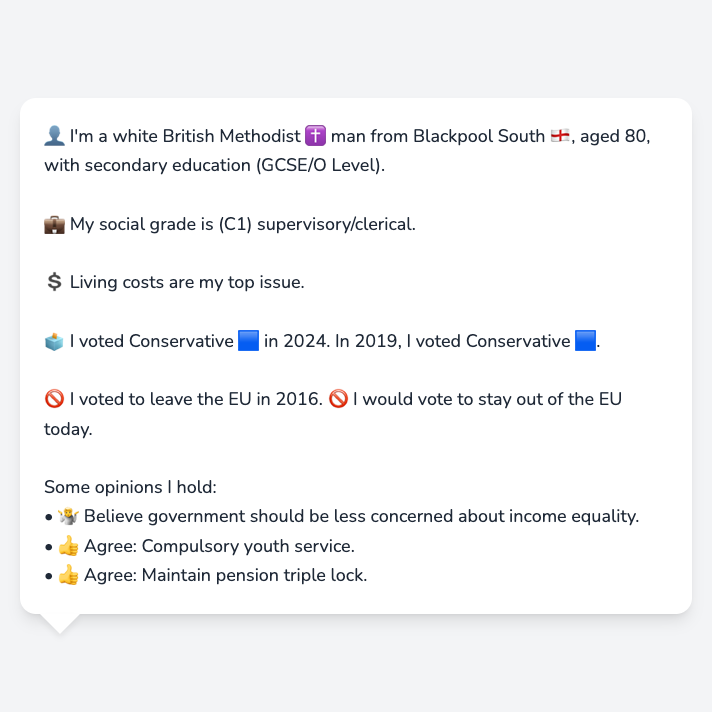 👤 I'm a white British Methodist ✝️ man from Blackpool South 🏴󠁧󠁢󠁥󠁮󠁧󠁿, aged 80,
with secondary education (GCSE/O Level).
💼 My social grade is (C1) supervisory/clerical.
💲 Living costs are my top issue.
🗳️ I voted Conservative 🟦 in 2024. In 2019, I voted Conservative 🟦.
🚫 I voted to leave the EU in 2016. 🚫 I would vote to stay out of the EU
today.
Some opinions I hold:
• 🤷 Believe government should be less concerned about income equality.
• 👍 Agree: Compulsory youth service.
• 👍 Agree: Maintain pension triple lock.